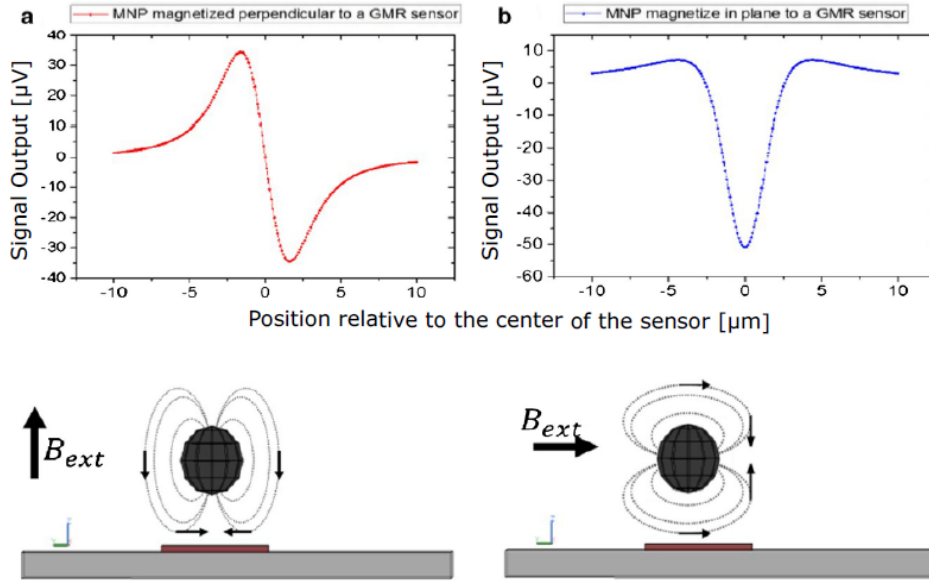 a MNP magnetized perpendicular to a GMR sensor
b MNP magnetize in plane to a GMR sensor
Signal Output [µV]
40
30
20
10
0
-10
-20
-30
-40
-10 -5 0 5 10
Signal Output [µV]
10
0
-10
-20
-30
-40
-50
-60
-10 -5 0 5 10
Position relative to the center of the sensor [µm]
B_ext
B_ext